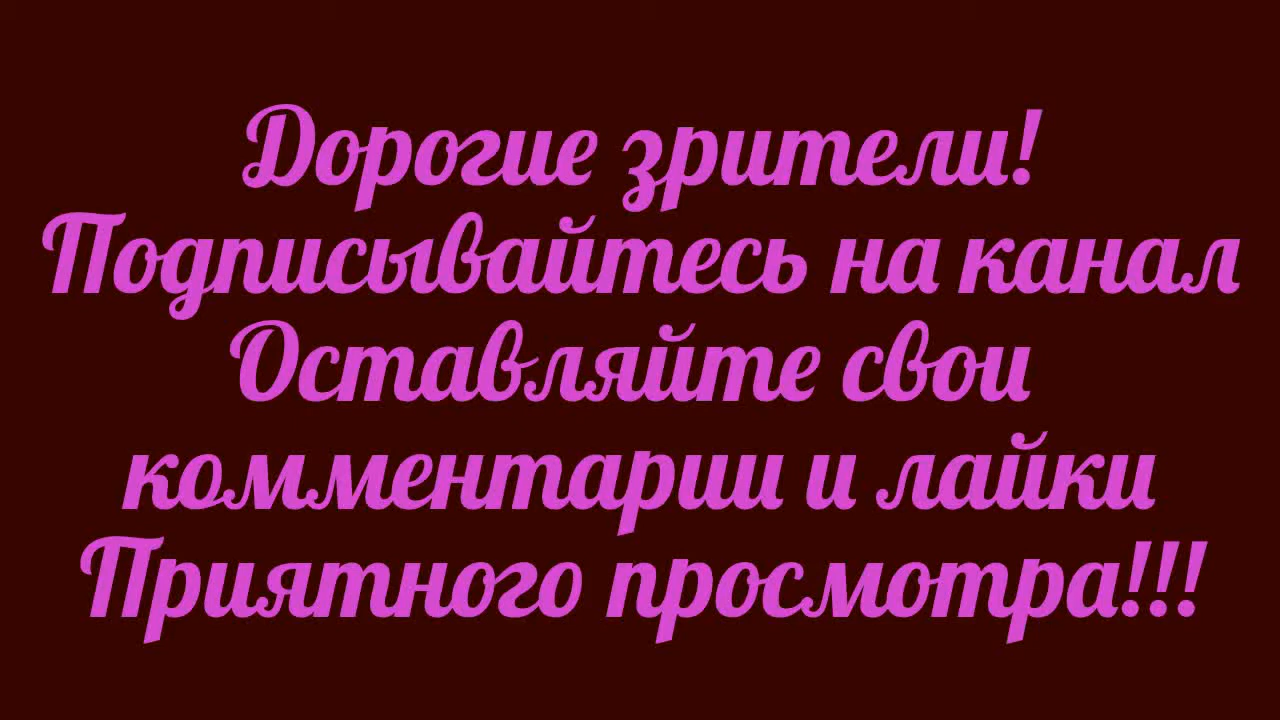 Дорогие зрители!
Подписывайтесь на канал
Оставляйте свои
комментарии и лайки
Приятного просмотра!!!